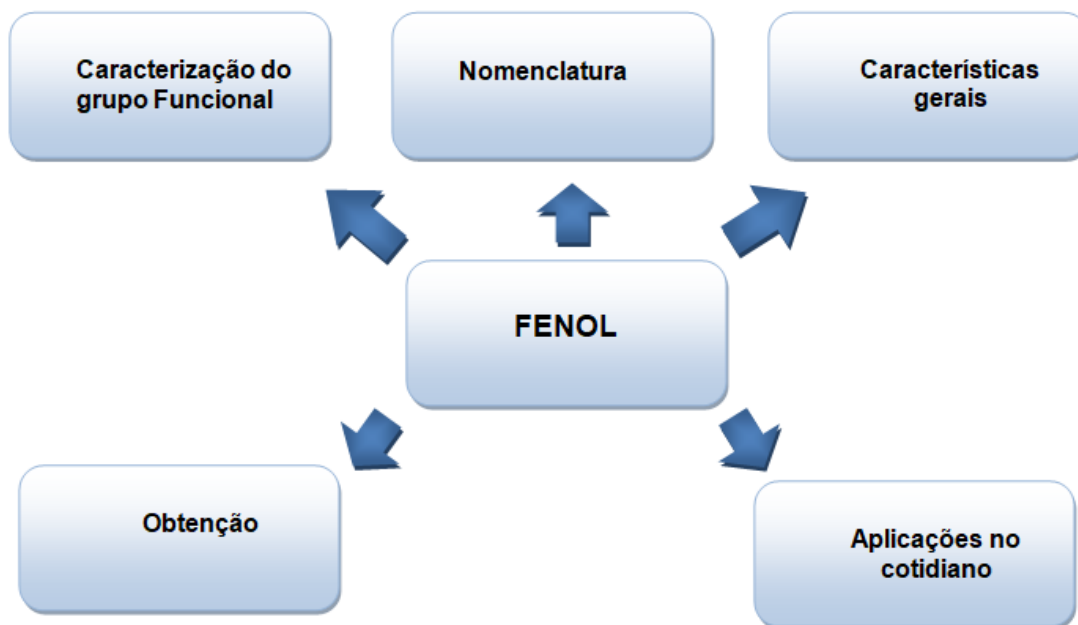 Caracterização do
grupo Funcional
Nomenclatura
Características
gerais
FENOL
Obtenção
Aplicações no
cotidiano